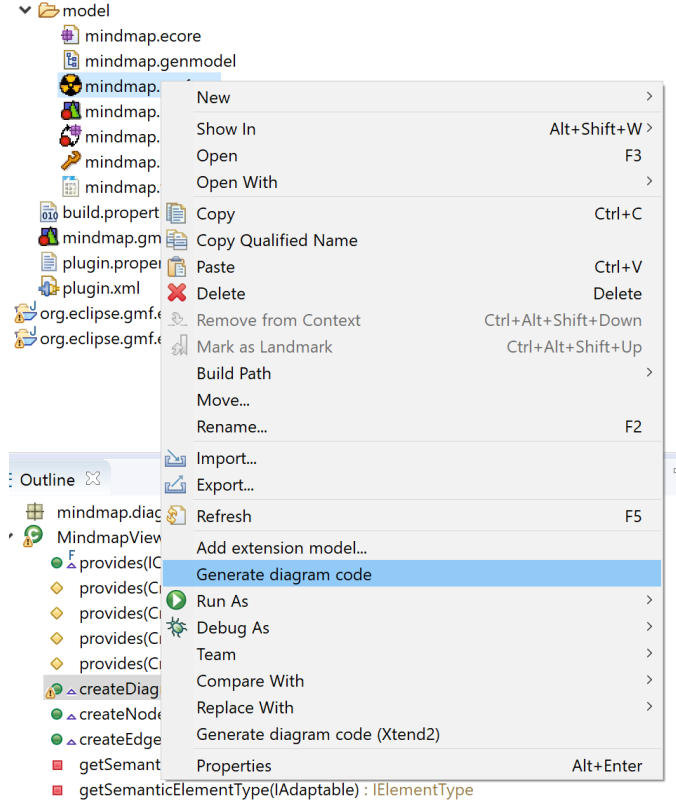 model
mindmap.ecore
mindmap.genmodel
mindmap.
mindmap.
mindmap.
mindmap.
mindmap.
build.propert
mindmap.gm
plugin.proper
plugin.xml
org.eclipse.gmf.e
org.eclipse.gmf.e
New
Show In Alt+Shift+W
Open F3
Open With
Copy Ctrl+C
Copy Qualified Name
Paste Ctrl+V
Delete Delete
Remove from Context Ctrl+Alt+Shift+Down
Mark as Landmark Ctrl+Alt+Shift+Up
Build Path
Move...
Rename... F2
Import...
Export...
Refresh F5
Add extension model...
Generate diagram code
Run As
Debug As
Team
Compare With
Replace With
Generate diagram code (Xtend2)
Properties Alt+Enter
Outline
mindmap.diag
MindmapView
provides(IC
provides(Cr
provides(Cr
provides(Cr
provides(Cr
createDiagr
createNode
createEdge
getSemant
getSemanticElementType(IAdaptable) : IElementType